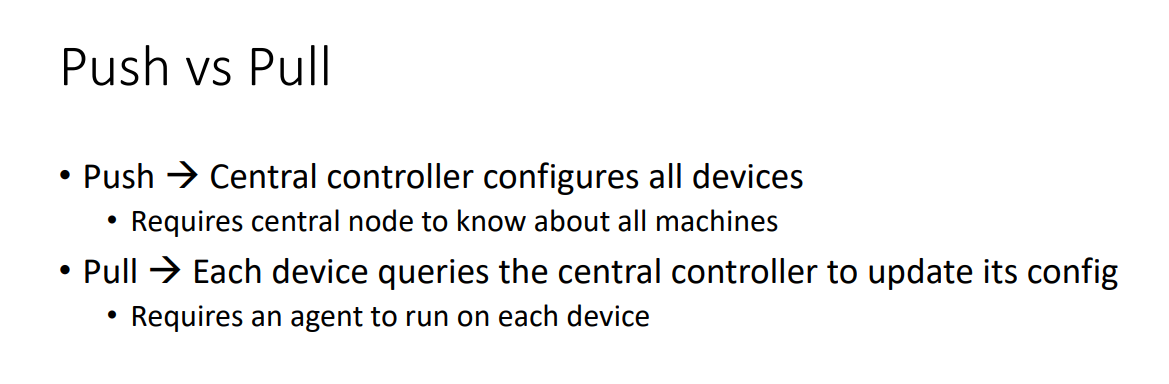 Push vs Pull
• Push → Central controller configures all devices
• Requires central node to know about all machines
• Pull → Each device queries the central controller to update its config
• Requires an agent to run on each device